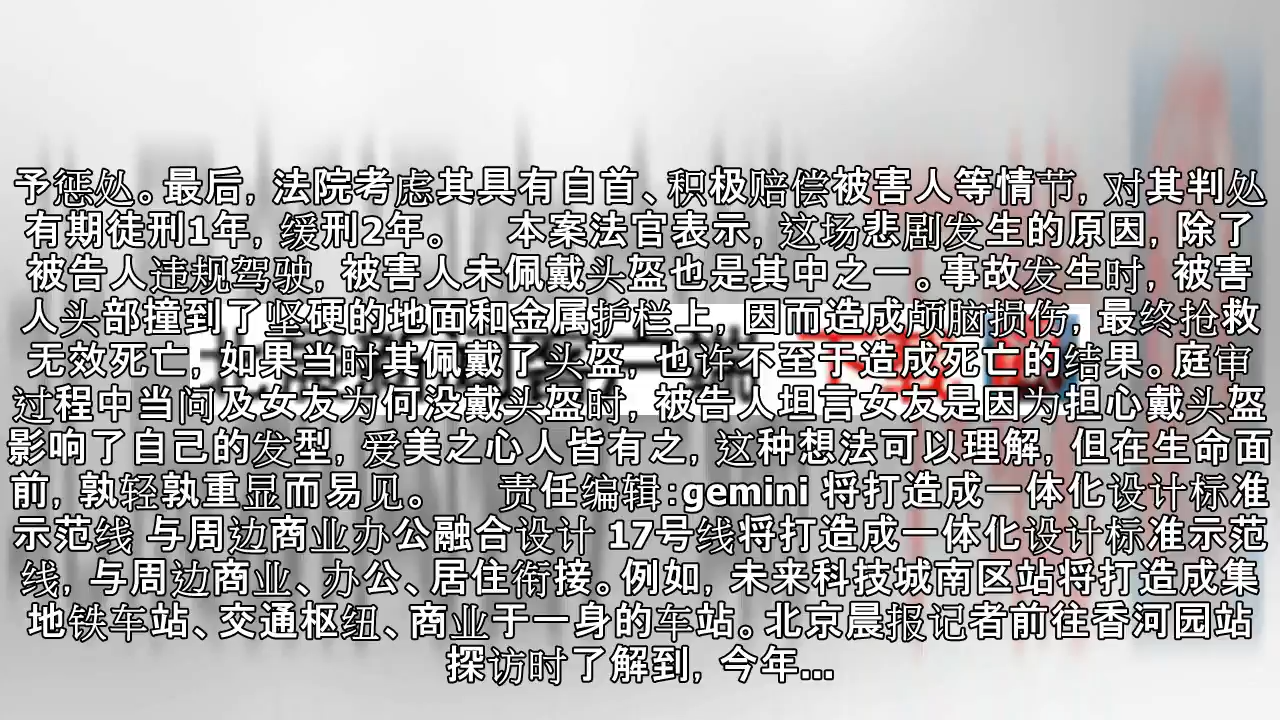 予惩处。最后，法院考虑其具有自首、积极赔偿被害人等情节，对其判处
有期徒刑1年，缓刑2年。 本案法官表示，这场悲剧发生的原因，除了
被告人违规驾驶，被害人未佩戴头盔也是其中之一。事故发生时，被害
人头部撞到了坚硬的地面和金属护栏上，因而造成颅脑损伤，最终抢救
无效死亡，如果当时其佩戴了头盔，也许不至于造成死亡的结果。庭审
过程中当问及女友为何没戴头盔时，被告人坦言女友是因为担心戴头盔
影响了自己的发型，爱美之心人皆有之，这种想法可以理解，但在生命面
前，孰轻孰重显而易见。 责任编辑：gemini 将打造成一体化设计标准
示范线 与周边商业办公融合设计 17号线将打造成一体化设计标准示范
线，与周边商业、办公、居住衔接。例如，未来科技城南区站将打造成集
地铁车站、交通枢纽、商业于一身的车站。北京晨报记者前往香河园站
探访时了解到，今年...